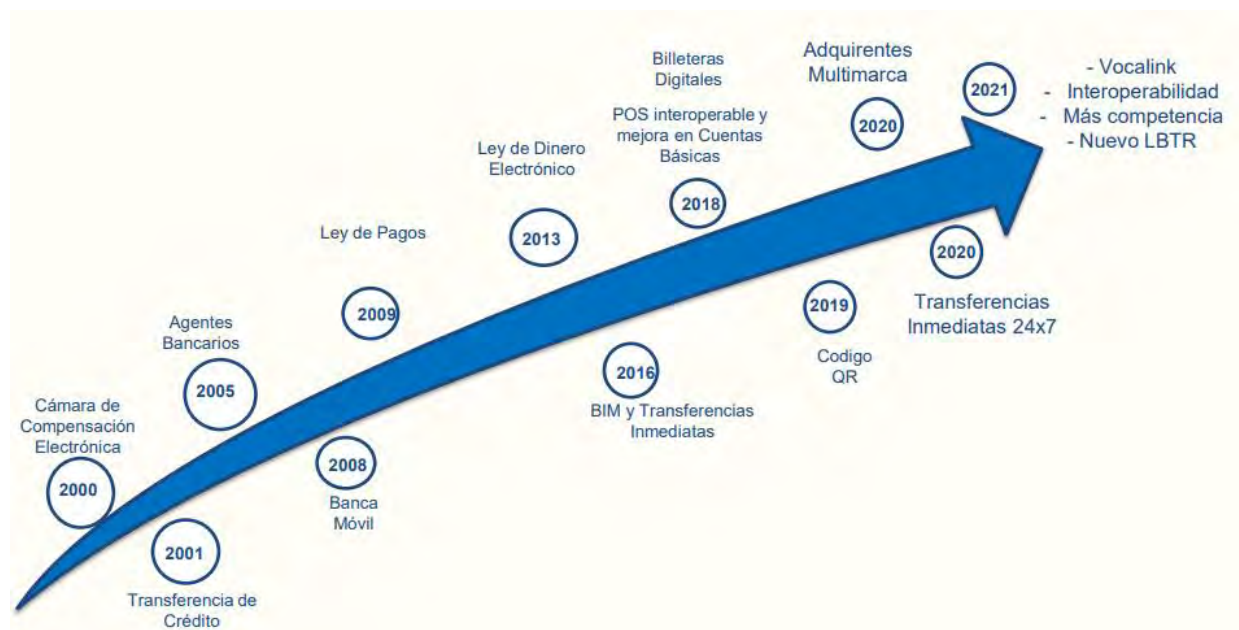 Cámara de
Compensación
Electrónica
2000
2001
Transferencia de
Crédito
Agentes
Bancarios
2005
2008
Banca
Móvil
Ley de Pagos
2009
Ley de Dinero
Electrónico
2013
2016
BIM y Transferencias
Inmediatas
Billeteras
Digitales
POS interoperable y
mejora en Cuentas
Básicas
2018
2019
Codigo
QR
Adquirentes
Multimarca
2020
2020
Transferencias
Inmediatas 24x7
2021
- Vocalink
- Interoperabilidad
- Más competencia
- Nuevo LBTR